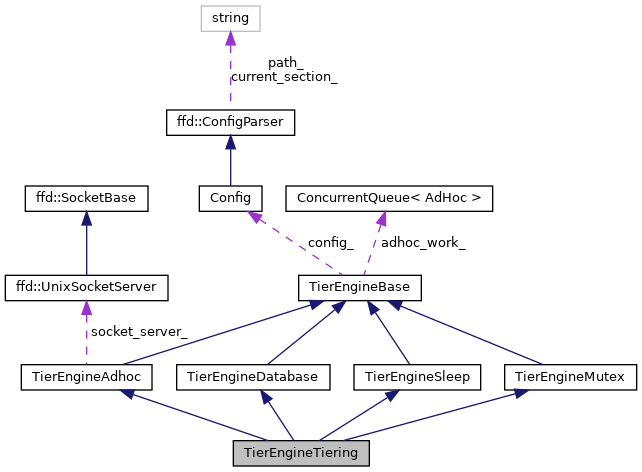 string
path_
current_section_
ffd::ConfigParser
ffd::SocketBase
Config
ConcurrentQueue< AdHoc >
config_
adhoc_work_
ffd::UnixSocketServer
TierEngineBase
socket_server_
TierEngineAdhoc
TierEngineDatabase
TierEngineSleep
TierEngineMutex
TierEngineTiering